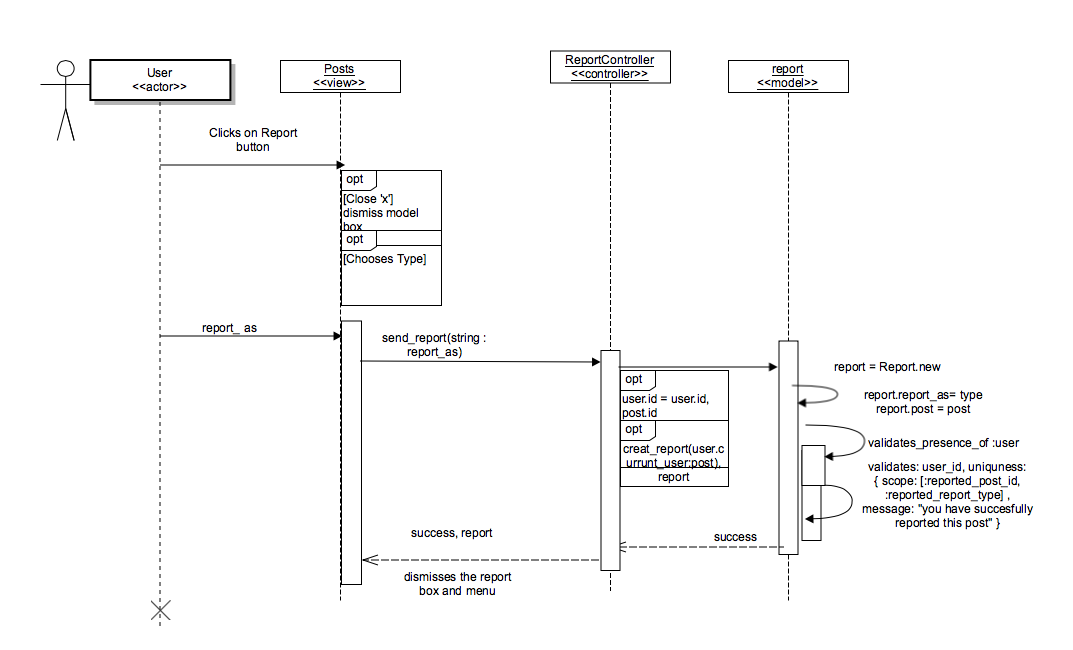 User
<<actor>>
Posts
<<view>>
ReportController
<<controller>>
report
<<model>>
Clicks on Report
button
opt
[Close 'x']
dismiss model
box
opt
[Chooses Type]
report_ as
send_report(string :
report_as)
opt
user.id = user.id,
post.id
opt
creat_report(user.c
urrunt_user:post),
report
report = Report.new
report.report_as= type
report.post = post
validates_presence_of :user
validates: user_id, uniquness:
{ scope: [:reported_post_id,
:reported_report_type] ,
message: "you have succesfully
reported this post" }
success
success, report
dismisses the report
box and menu